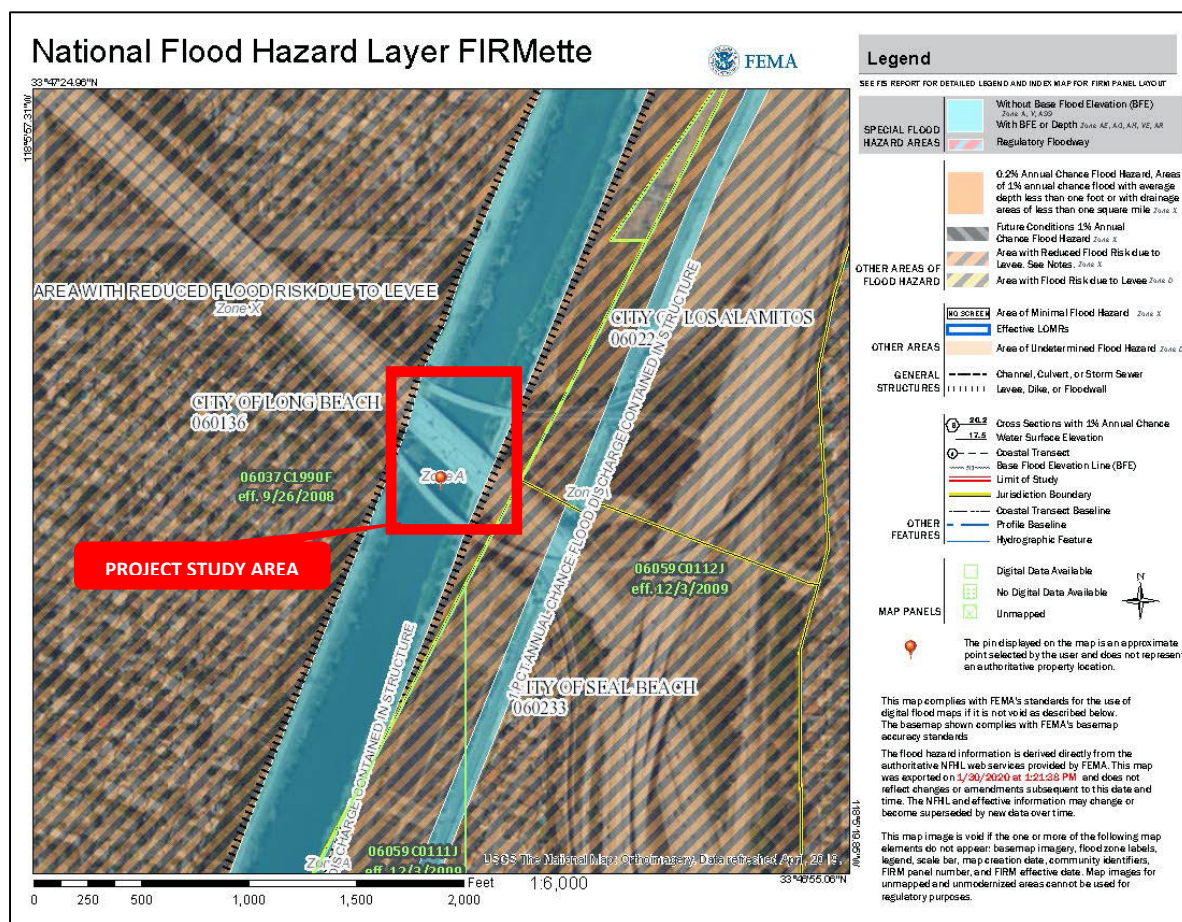 National Flood Hazard Layer FIRMette
FEMA
33°47'24.96"N
118°5'57.31"W
AREA WITH REDUCED FLOOD RISK DUE TO LEVEE
Zone X
CITY OF LOS ALAMITOS
CITY OF LONG BEACH
060136
06037C1990F
eff. 9/26/2008
Zone A
PROJECT STUDY AREA
1 PCT ANNUAL CHANCE FLOOD DISCHARGE CONTAINED IN STRUCTURE
06059C0112J
eff. 12/3/2009
CITY OF SEAL BEACH
060233
CHARGE CONTAINED IN STRUCTURE
06059C0111J
eff. 12/3/2009
USGS The National Map: Orthoimagery. Data refreshed April, 2019.
118°5'19.86"W
33°46'55.06"N
Feet
1:6,000
0 250 500 1,000 1,500 2,000
Legend
SEE FIS REPORT FOR DETAILED LEGEND AND INDEX MAP FOR FIRM PANEL LAYOUT
SPECIAL FLOOD
HAZARD AREAS
Without Base Flood Elevation (BFE)
Zone A, V, A99
With BFE or Depth Zone AE, AO, AH, VE, AR
Regulatory Floodway
0.2% Annual Chance Flood Hazard, Areas
of 1% annual chance flood with average
depth less than one foot or with drainage
areas of less than one square mile Zone X
Future Conditions 1% Annual
Chance Flood Hazard Zone X
Area with Reduced Flood Risk due to
Levee. See Notes. Zone X
Area with Flood Risk due to Levee Zone D
OTHER AREAS OF
FLOOD HAZARD
NO SCREEN Area of Minimal Flood Hazard Zone X
Effective LOMRs
Area of Undetermined Flood Hazard Zone
OTHER AREAS
GENERAL
STRUCTURES
Channel, Culvert, or Storm Sewer
Levee, Dike, or Floodwall
20.2 Cross Sections with 1% Annual Chance
17.5 Water Surface Elevation
Coastal Transect
Base Flood Elevation Line (BFE)
Limit of Study
Jurisdiction Boundary
Coastal Transect Baseline
Profile Baseline
Hydrographic Feature
OTHER
FEATURES
Digital Data Available
No Digital Data Available
Unmapped
MAP PANELS
N
The pin displayed on the map is an approximate
point selected by the user and does not represent
an authoritative property location.
This map complies with FEMA's standards for the use of
digital flood maps if it is not void as described below.
The basemap shown complies with FEMA's basemap
accuracy standards
The flood hazard information is derived directly from the
authoritative NFHL web services provided by FEMA. This map
was exported on 1/30/2020 at 1:21:38 PM and does not
reflect changes or amendments subsequent to this date and
time. The NFHL and effective information may change or
become superseded by new data over time.
This map image is void if the one or more of the following map
elements do not appear: basemap imagery, flood zone labels,
legend, scale bar, map creation date, community identifiers,
FIRM panel number, and FIRM effective date. Map images for
unmapped and unmodernized areas cannot be used for
regulatory purposes.